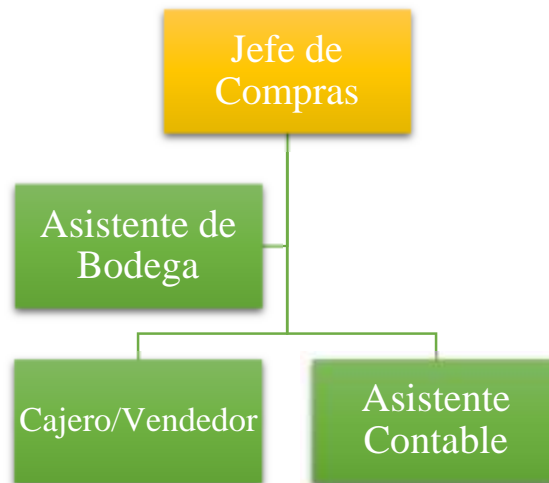 Jefe de
Compras
Asistente de
Bodega
Cajero/Vendedor
Asistente
Contable